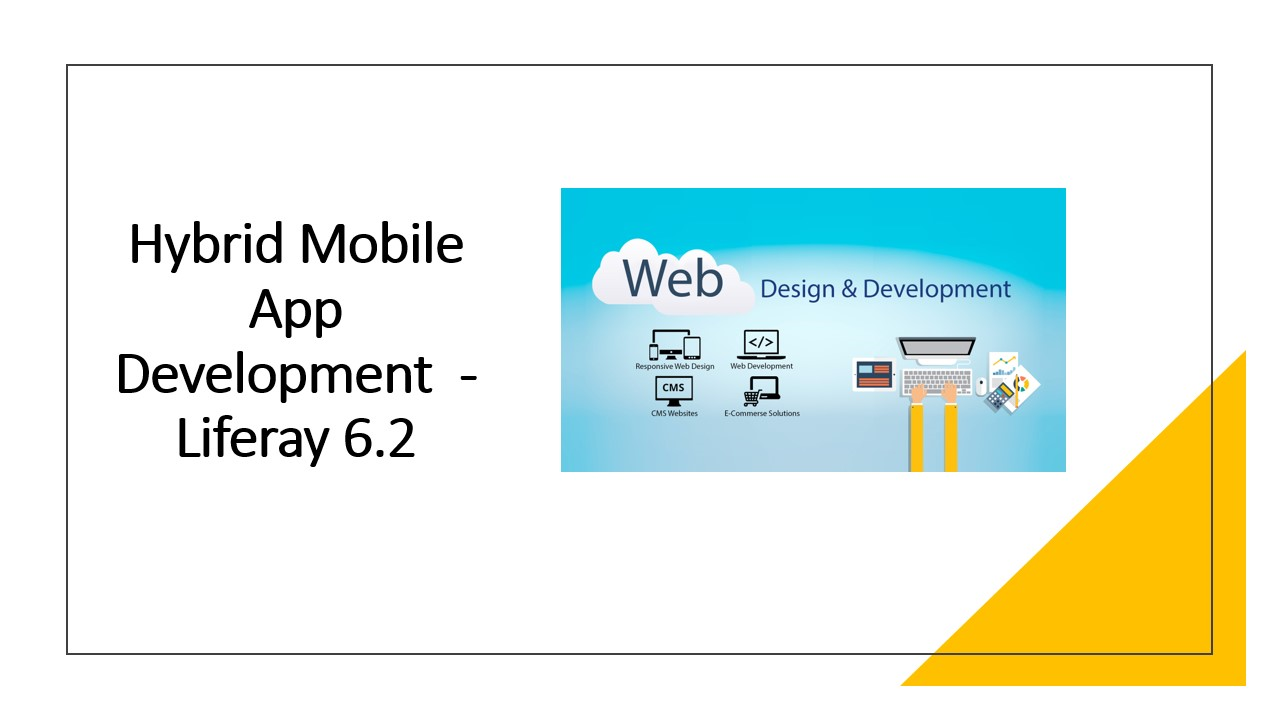 Hybrid Mobile
App
Development  -
Liferay 6.2
Web
Design & Development
</>
Responsive Web Design
Web Development
CMS
CMS Websites
E-Commerse Solutions